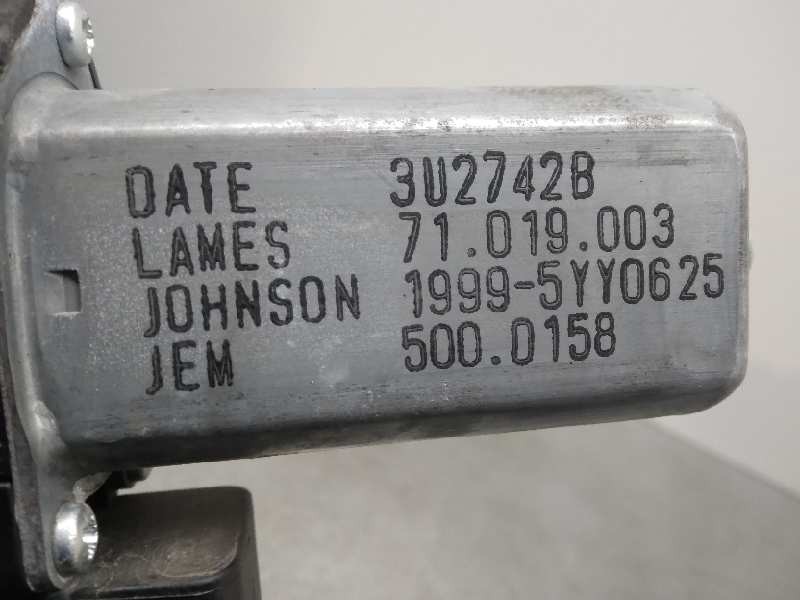 DATE 3U2742B
LAMES 71.019.003
JOHNSON 1999-5YY0625
JEM 500.0158